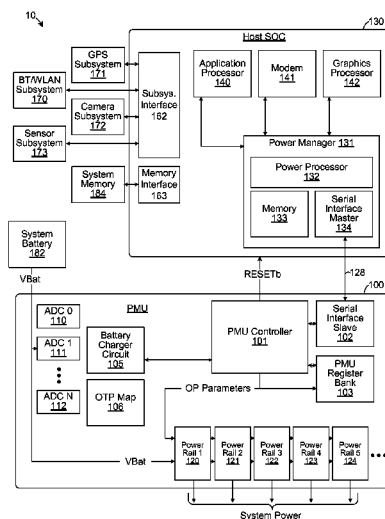 10
130
Host SOC
GPS
Subsystem
171
BT/WLAN
Subsystem
170
Camera
Subsystem
172
Sensor
Subsystem
173
Subsys.
Interface
162
System
Memory
184
Memory
Interface
163
Application
Processor
140
Modem
141
Graphics
Processor
142
Power Manager 131
Power Processor
132
Memory
133
Serial
Interface
Master
134
System
Battery
182
VBat
RESETb
128
100
PMU
ADC 0
110
ADC 1
111
ADC N
112
Battery
Charger
Circuit
105
OTP Map
106
PMU Controller
101
Serial
Interface
Slave
102
PMU
Register
Bank
103
OP Parameters
VBat
Power
Rail 1
120
Power
Rail 2
121
Power
Rail 3
122
Power
Rail 4
123
Power
Rail 5
124
System Power